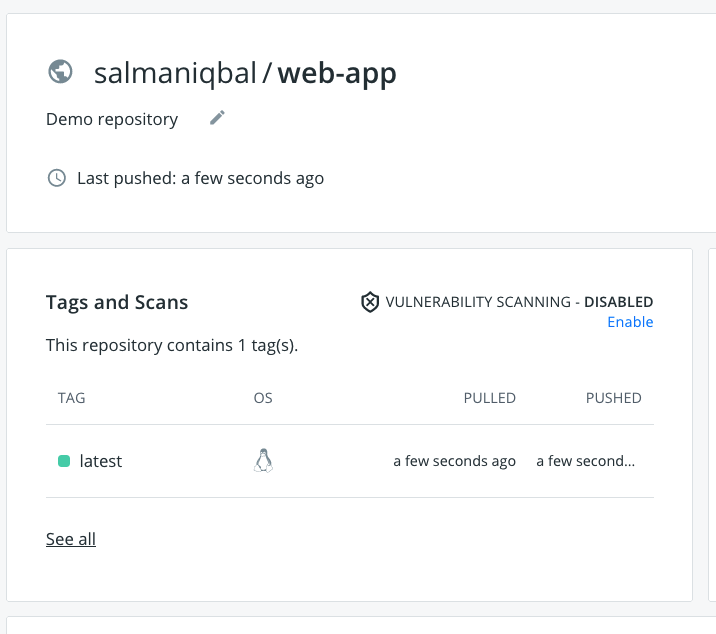 salmaniqbal / web-app
Demo repository
Last pushed: a few seconds ago
Tags and Scans
VULNERABILITY SCANNING - DISABLED
Enable
This repository contains 1 tag(s).
TAG OS PULLED PUSHED
latest a few seconds ago a few second...
See all